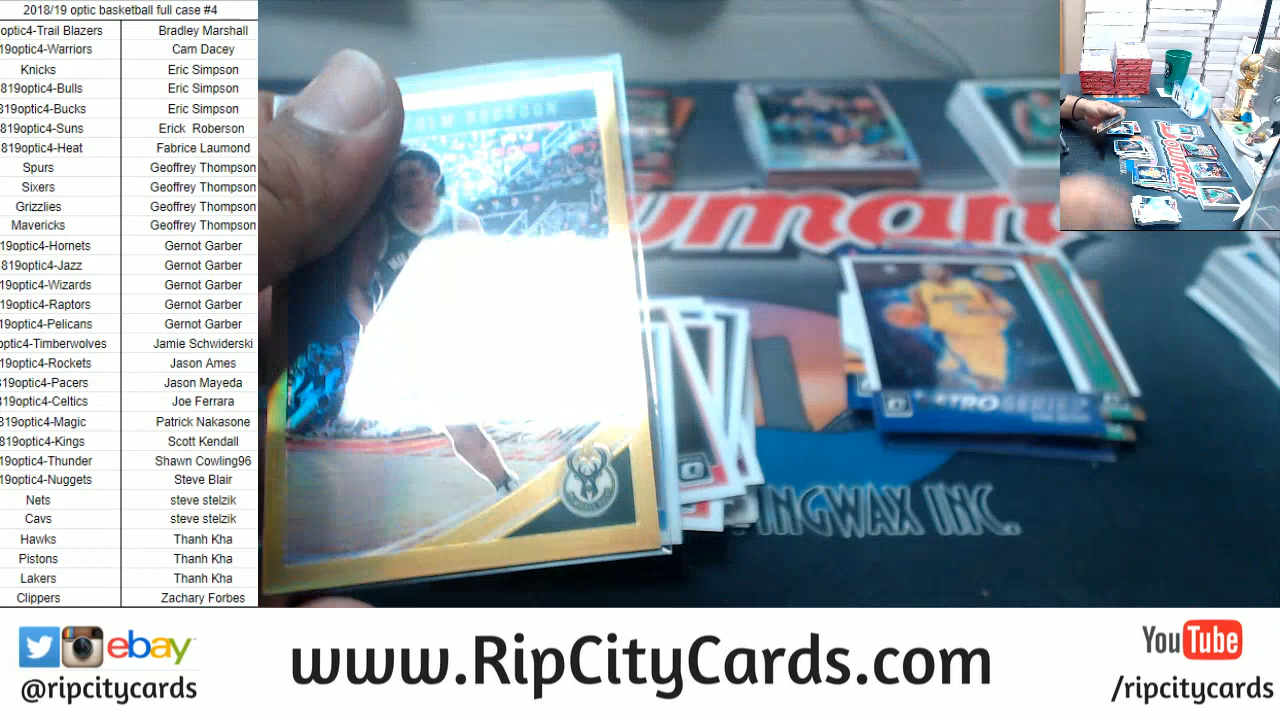 2018/19 optic basketball full case #4
optic4-Trail Blazers Bradley Marshall
19optic4-Warriors Cam Dacey
Knicks Eric Simpson
819optic4-Bulls Eric Simpson
819optic4-Bucks Eric Simpson
819optic4-Suns Erick Roberson
819optic4-Heat Fabrice Laumond
Spurs Geoffrey Thompson
Sixers Geoffrey Thompson
Grizzlies Geoffrey Thompson
Mavericks Geoffrey Thompson
19optic4-Hornets Gernot Garber
819optic4-Jazz Gernot Garber
19optic4-Wizards Gernot Garber
19optic4-Raptors Gernot Garber
19optic4-Pelicans Gernot Garber
optic4-Timberwolves Jamie Schwiderski
19optic4-Rockets Jason Ames
819optic4-Pacers Jason Mayeda
819optic4-Celtics Joe Ferrara
819optic4-Magic Patrick Nakasone
819optic4-Kings Scott Kendall
19optic4-Thunder Shawn Cowling96
19optic4-Nuggets Steve Blair
Nets steve stelzik
Cavs steve stelzik
Hawks Thanh Kha
Pistons Thanh Kha
Lakers Thanh Kha
Clippers Zachary Forbes
uman
INGWAX INC.
SERIES
Bowman
ebay
@ripcitycards
www.RipCityCards.com
YouTube
/ripcitycards